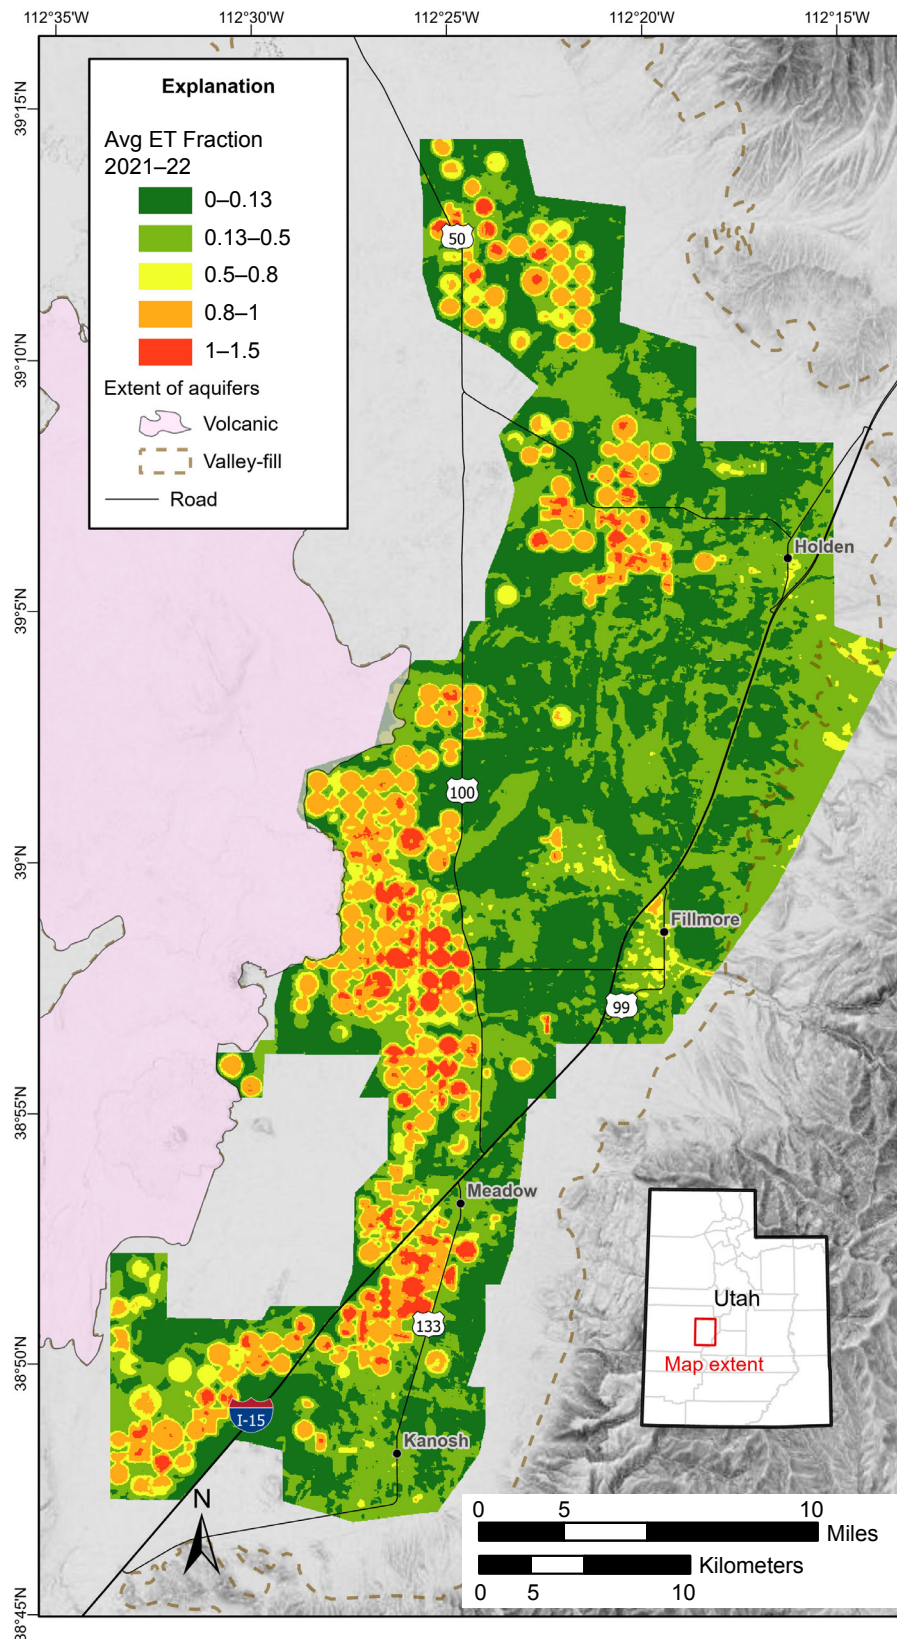 112°35'W 112°30'W 112°25'W 112°20'W 112°15'W
39°15'N
39°10'N
39°5'N
39°N
38°55'N
38°50'N
38°45'N
Explanation
Avg ET Fraction
2021–22
0–0.13
0.13–0.5
0.5–0.8
0.8–1
1–1.5
Extent of aquifers
Volcanic
Valley-fill
Road
50
Holden
100
Fillmore
99
Meadow
133
I-15
Kanosh
Utah
Map extent
N
0 5 10
Miles
Kilometers
0 5 10